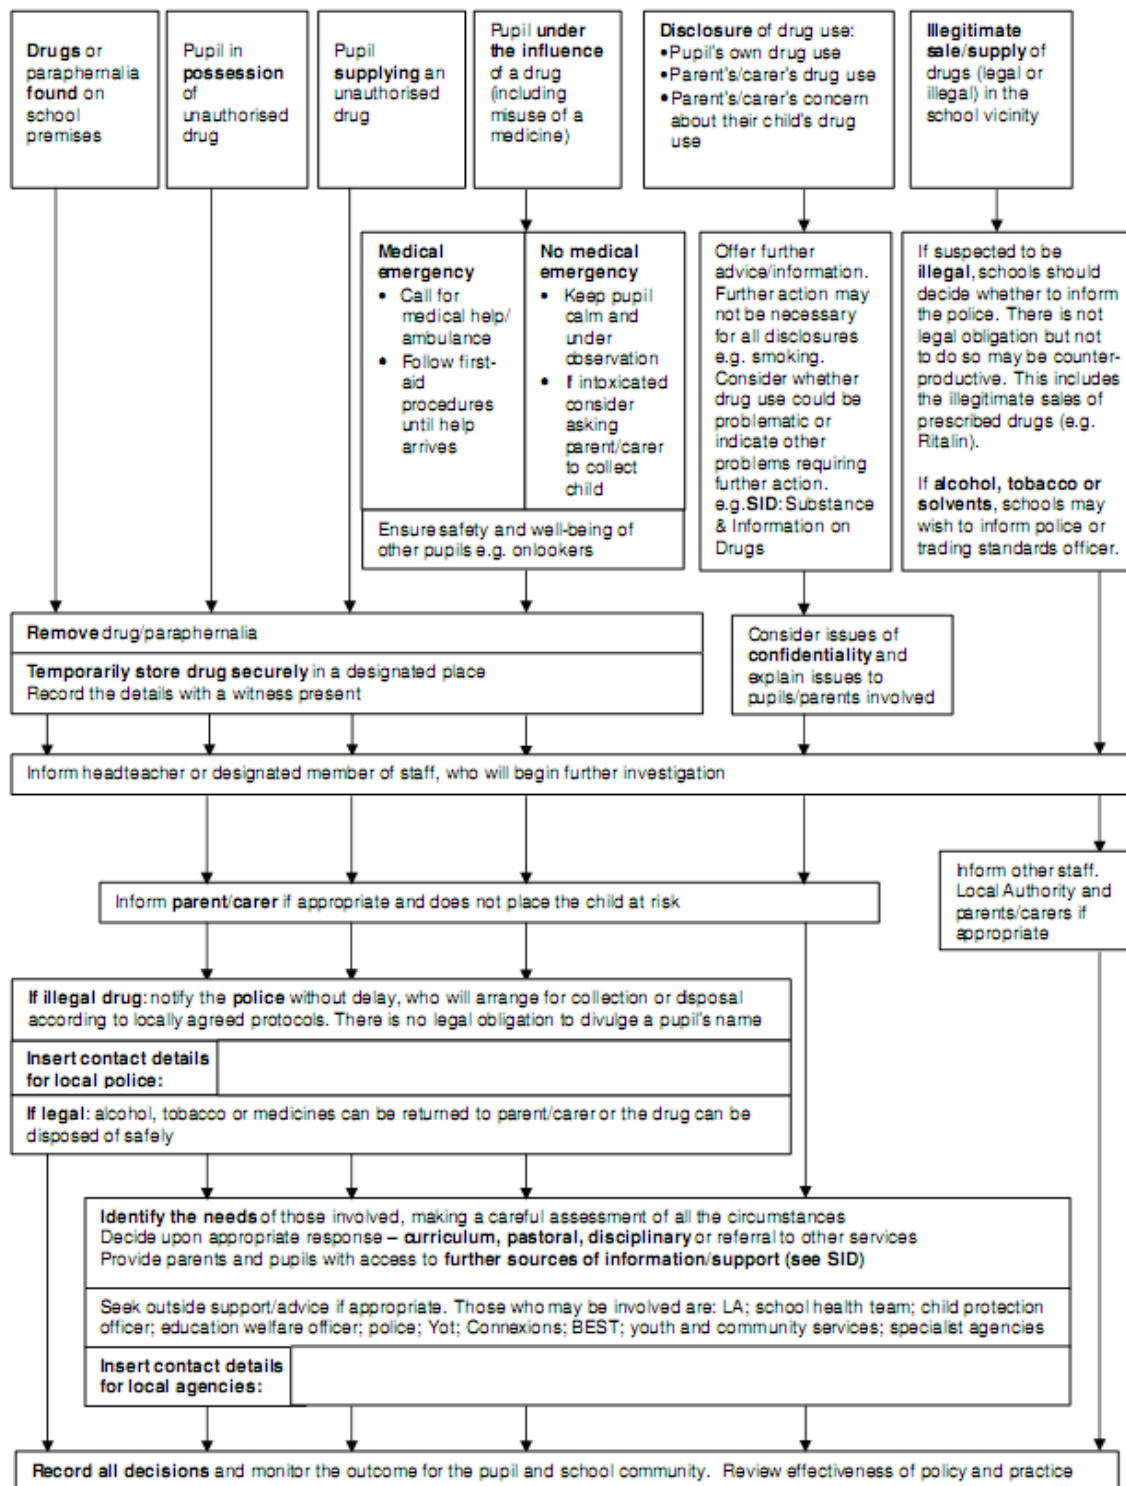 Drugs or
paraphernalia
found on
school
premises
Pupil in
possession
of
unauthorised
drug
Pupil
supplying an
unauthorised
drug
Pupil under
the influence
of a drug
(including
misuse of a
medicine)
Disclosure of drug use:
•Pupil's own drug use
•Parent's/carer's drug use
•Parent's/carer's concern
about their child's drug
use
Illegitimate
sale/supply of
drugs (legal or
illegal) in the
school vicinity
Medical
emergency
• Call for
medical help/
ambulance
• Follow first-
aid
procedures
until help
arrives
No medical
emergency
• Keep pupil
calm and
under
observation
• If intoxicated
consider
asking
parent/carer
to collect
child
Ensure safety and well-being of
other pupils e.g. onlookers
Offer further
advice/information.
Further action may
not be necessary
for all disclosures
e.g. smoking.
Consider whether
drug use could be
problematic or
indicate other
problems requiring
further action.
e.g.SID: Substance
& Information on
Drugs
If suspected to be
illegal, schools should
decide whether to inform
the police. There is not
legal obligation but not
to do so may be counter-
productive. This includes
the illegitimate sales of
prescribed drugs (e.g.
Ritalin).
If alcohol, tobacco or
solvents, schools may
wish to inform police or
trading standards officer.
Remove drug/paraphernalia
Temporarily store drug securely in a designated place
Record the details with a witness present
Consider issues of
confidentiality and
explain issues to
pupils/parents involved
Inform headteacher or designated member of staff, who will begin further investigation
Inform parent/carer if appropriate and does not place the child at risk
Inform other staff.
Local Authority and
parents/carers if
appropriate
If illegal drug: notify the police without delay, who will arrange for collection or disposal
according to locally agreed protocols. There is no legal obligation to divulge a pupil's name
Insert contact details
for local police:
If legal: alcohol, tobacco or medicines can be returned to parent/carer or the drug can be
disposed of safely
Identify the needs of those involved, making a careful assessment of all the circumstances
Decide upon appropriate response – curriculum, pastoral, disciplinary or referral to other services
Provide parents and pupils with access to further sources of information/support (see SID)
Seek outside support/advice if appropriate. Those who may be involved are: LA; school health team; child protection
officer; education welfare officer; police; Yot; Connexions; BEST; youth and community services; specialist agencies
Insert contact details
for local agencies:
Record all decisions and monitor the outcome for the pupil and school community. Review effectiveness of policy and practice